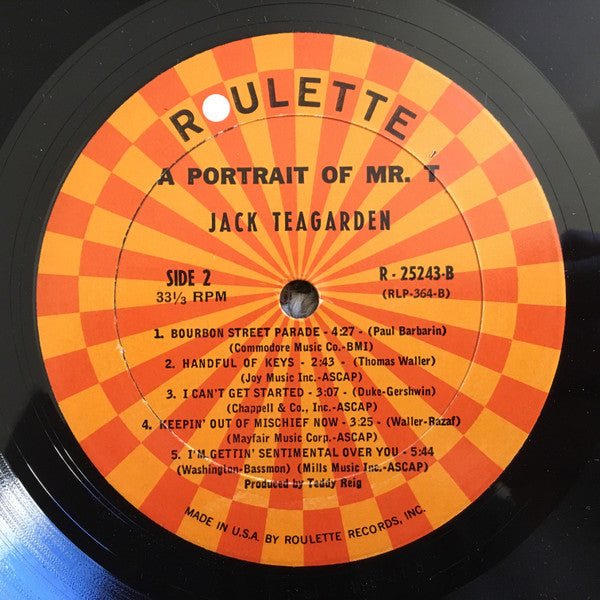 ROULETTE
A PORTRAIT OF MR. T
JACK TEAGARDEN
SIDE 2
33⅓ RPM
R - 25243-B
(RLP-364-B)
1. BOURBON STREET PARADE - 4:27 - (Paul Barbarin)
(Commodore Music Co.-BMI)
2. HANDFUL OF KEYS - 2:43 - (Thomas Waller)
(Joy Music Inc.-ASCAP)
3. I CAN'T GET STARTED - 3:07 - (Duke-Gershwin)
(Chappell & Co., Inc.-ASCAP)
4. KEEPIN' OUT OF MISCHIEF NOW - 3:25 - (Waller-Razaf)
(Mayfair Music Corp.-ASCAP)
5. I'M GETTIN' SENTIMENTAL OVER YOU - 5:44
(Washington-Bassmon) (Mills Music Inc.-ASCAP)
Produced by Teddy Reig
MADE IN U.S.A. BY ROULETTE RECORDS, INC.